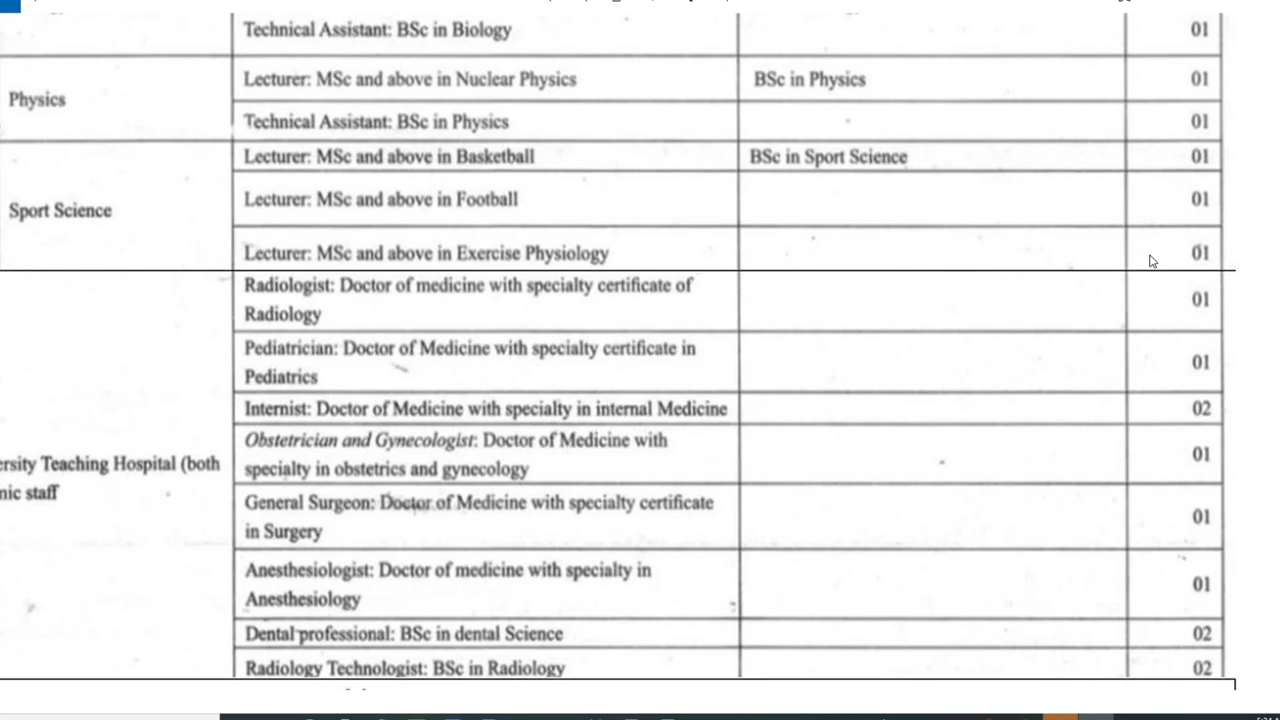 Technical Assistant: BSc in Biology 01
Physics
Lecturer: MSc and above in Nuclear Physics BSc in Physics 01
Technical Assistant: BSc in Physics 01
Sport Science
Lecturer: MSc and above in Basketball BSc in Sport Science 01
Lecturer: MSc and above in Football 01
Lecturer: MSc and above in Exercise Physiology 01
ersity Teaching Hospital (both
nic staff
Radiologist: Doctor of medicine with specialty certificate of
Radiology 01
Pediatrician: Doctor of Medicine with specialty certificate in
Pediatrics 01
Internist: Doctor of Medicine with specialty in internal Medicine 02
Obstetrician and Gynecologist: Doctor of Medicine with
specialty in obstetrics and gynecology 01
General Surgeon: Doctor of Medicine with specialty certificate
in Surgery 01
Anesthesiologist: Doctor of medicine with specialty in
Anesthesiology 01
Dental professional: BSc in dental Science 02
Radiology Technologist: BSc in Radiology 02